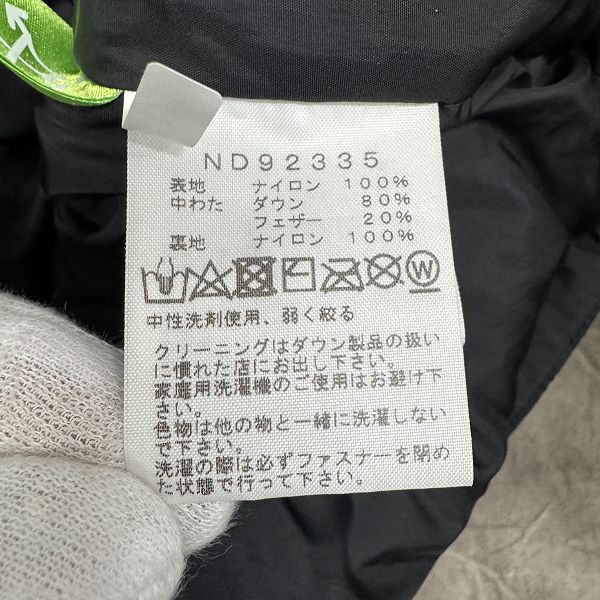 ND92335
表地 ナイロン 100%
中わた ダウン 80%
フェザー 20%
裏地 ナイロン 100%
W
中性洗剤使用、弱く絞る
クリーニングはダウン製品の扱い
に慣れた店にお出し下さい。
家庭用洗濯機のご使用はお避け下
さい。
色物は他の物と一緒に洗濯しない
で下さい。
洗濯の際は必ずファスナーを閉め
た状態で行って下さい。